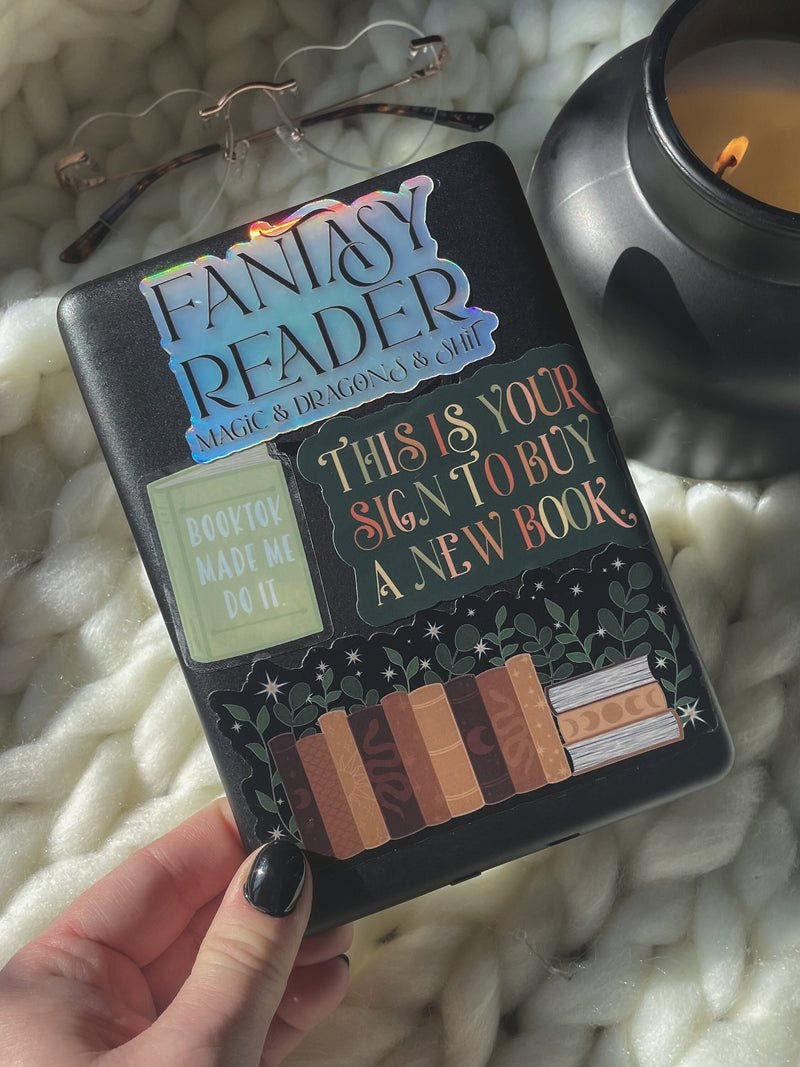 FANTASY
READER
MAGiC & DRAGONS & SHiT
THIS IS YOUR
SIGN TO BUY
A NEW BOOK.
BOOKTOK
MADE ME
DO IT.